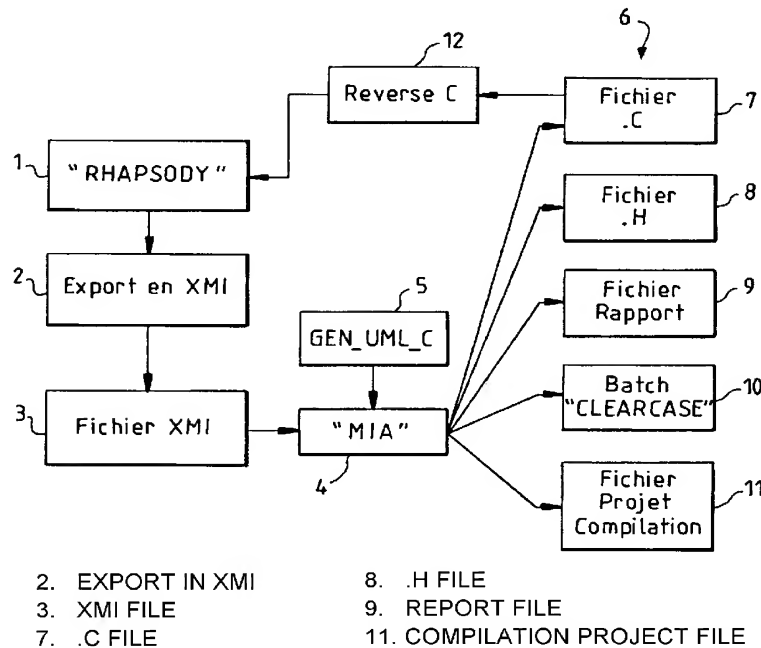 6
12
Reverse C
Fichier
.C
7
1
"RHAPSODY"
Fichier
.H
8
2
Export en XMI
5
GEN_UML_C
Fichier
Rapport
9
3
Fichier XMI
"MIA"
4
Batch
"CLEARCASE"
10
Fichier
Projet
Compilation
11
2. EXPORT IN XMI
3. XMI FILE
7. .C FILE
8. .H FILE
9. REPORT FILE
11. COMPILATION PROJECT FILE